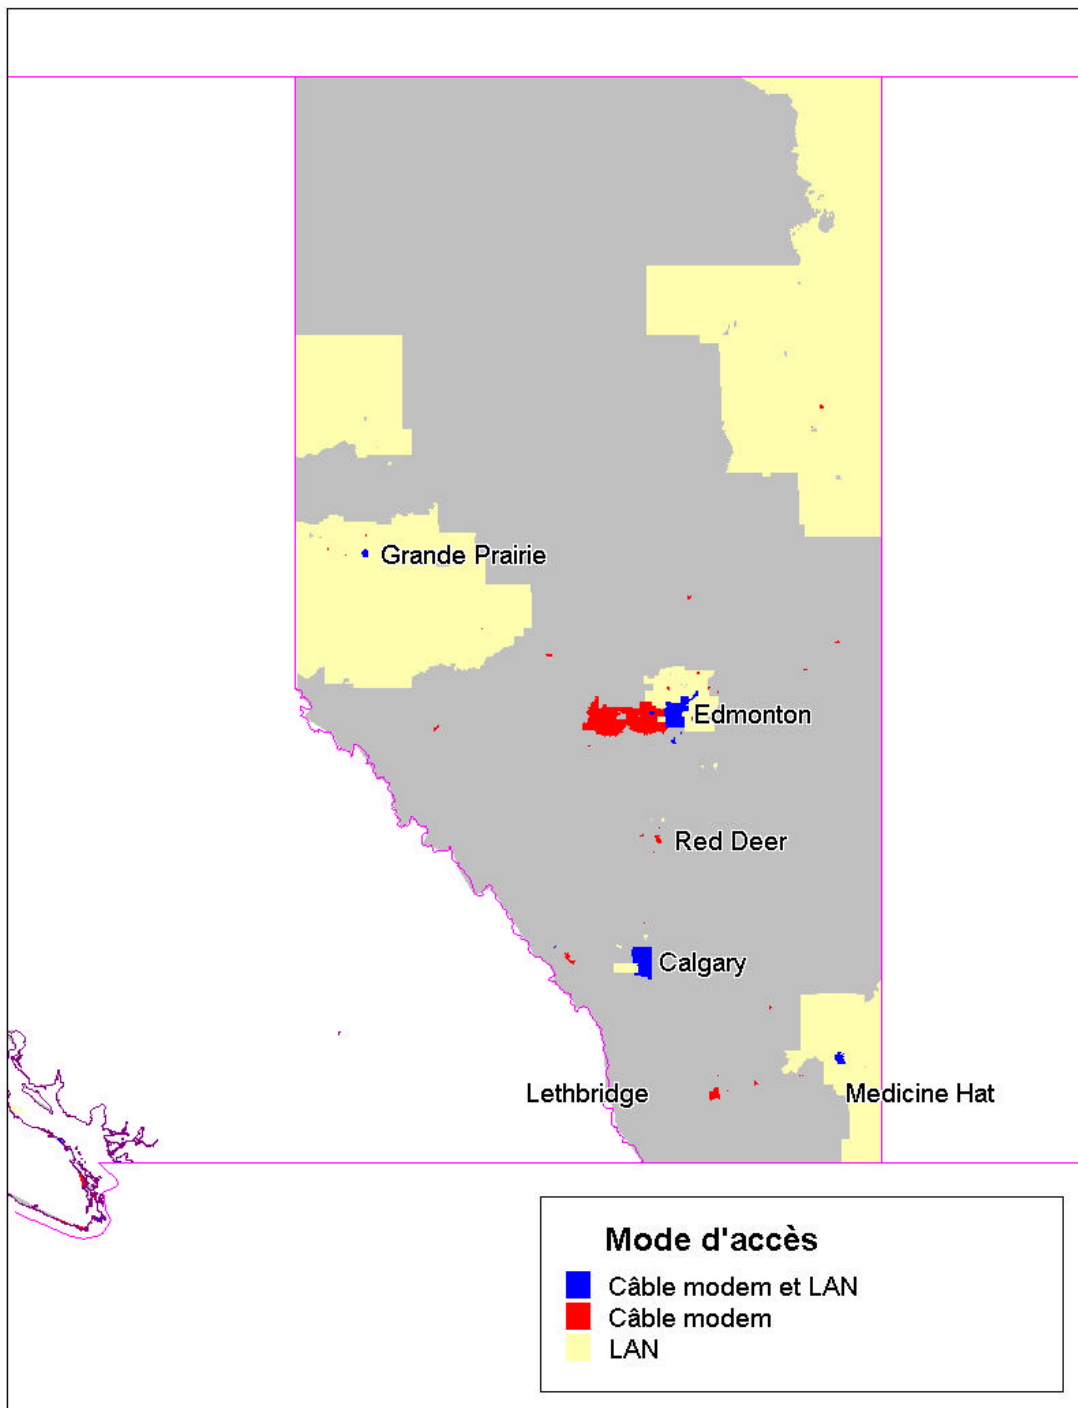 Grande Prairie
Edmonton
Red Deer
Calgary
Lethbridge
Medicine Hat
Mode d'accès
Câble modem et LAN
Câble modem
LAN